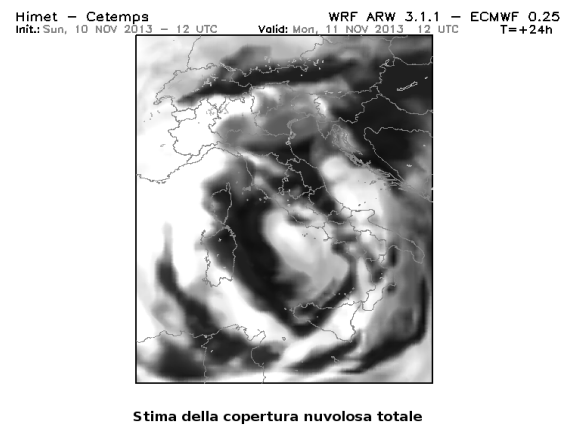 Himet – Cetemps WRF ARW 3.1.1 – ECMWF 0.25
Init.: Sun, 10 NOV 2013 – 12 UTC Valid: Mon, 11 NOV 2013 12 UTC T=+24h
Stima della copertura nuvolosa totale